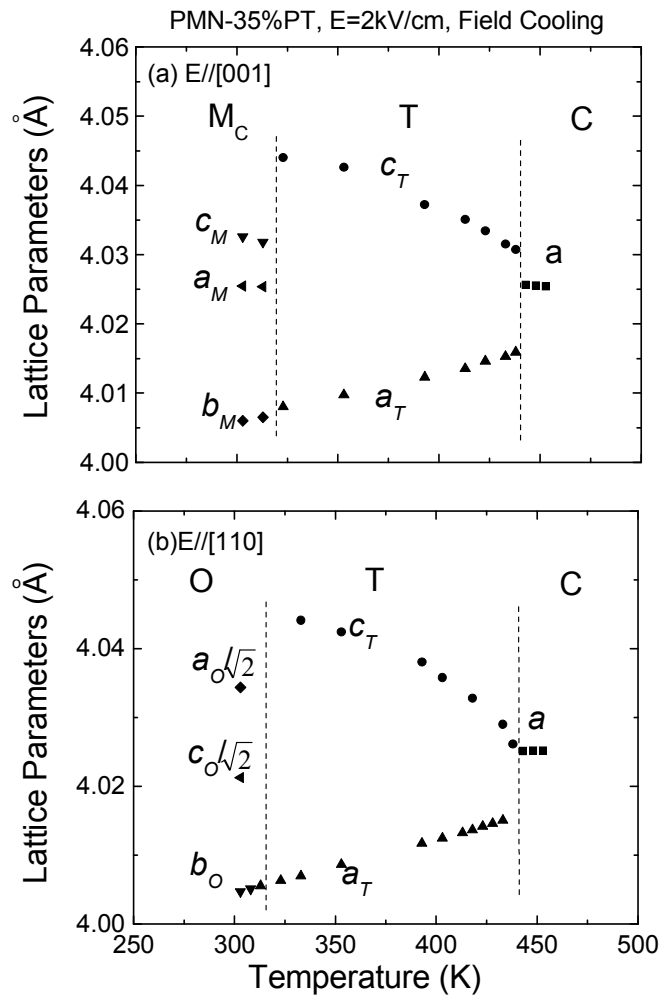 PMN-35%PT, E=2kV/cm, Field Cooling
4.06
(a) E//[001]
M_C T C
4.05
c_T
4.04
c_M
4.03
a_M a
4.02
4.01
b_M a_T
4.00
Lattice Parameters (Å)
4.06
(b)E//[110]
O T C
c_T
4.04
a_O/√2
a
c_O/√2
4.02
b_O a_T
4.00
Lattice Parameters (Å)
250 300 350 400 450 500
Temperature (K)